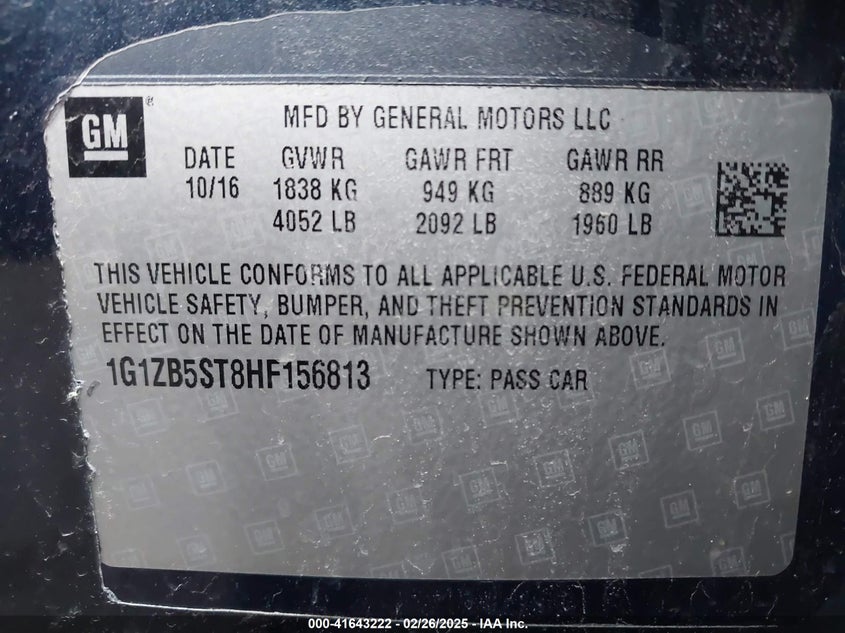 GM®
MFD BY GENERAL MOTORS LLC
DATE GVWR GAWR FRT GAWR RR
10/16 1838 KG 949 KG 889 KG
4052 LB 2092 LB 1960 LB
THIS VEHICLE CONFORMS TO ALL APPLICABLE U.S. FEDERAL MOTOR
VEHICLE SAFETY, BUMPER, AND THEFT PREVENTION STANDARDS IN
EFFECT ON THE DATE OF MANUFACTURE SHOWN ABOVE.
1G1ZB5ST8HF156813 TYPE: PASS CAR
000-41643222 - 02/26/2025 - IAA Inc.